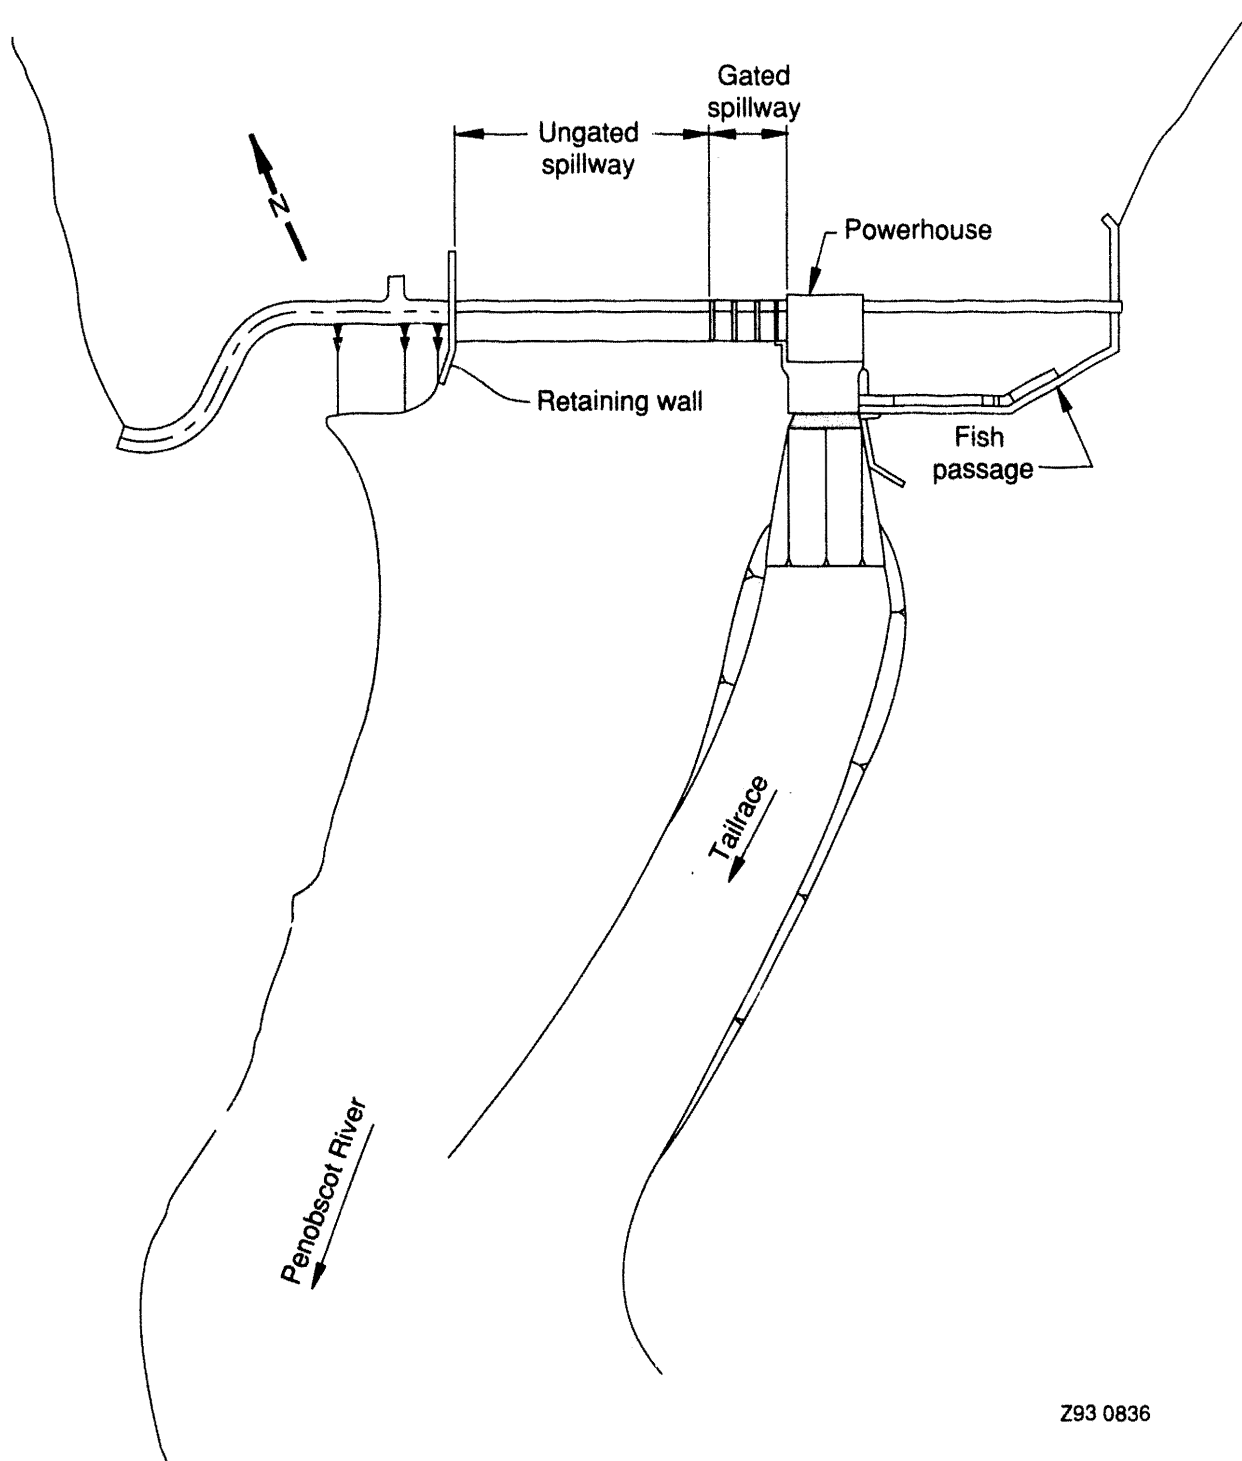 Gated
spillway
Ungated
spillway
N
Powerhouse
Retaining wall
Fish
passage
Tailrace
Penobscot River
Z93 0836